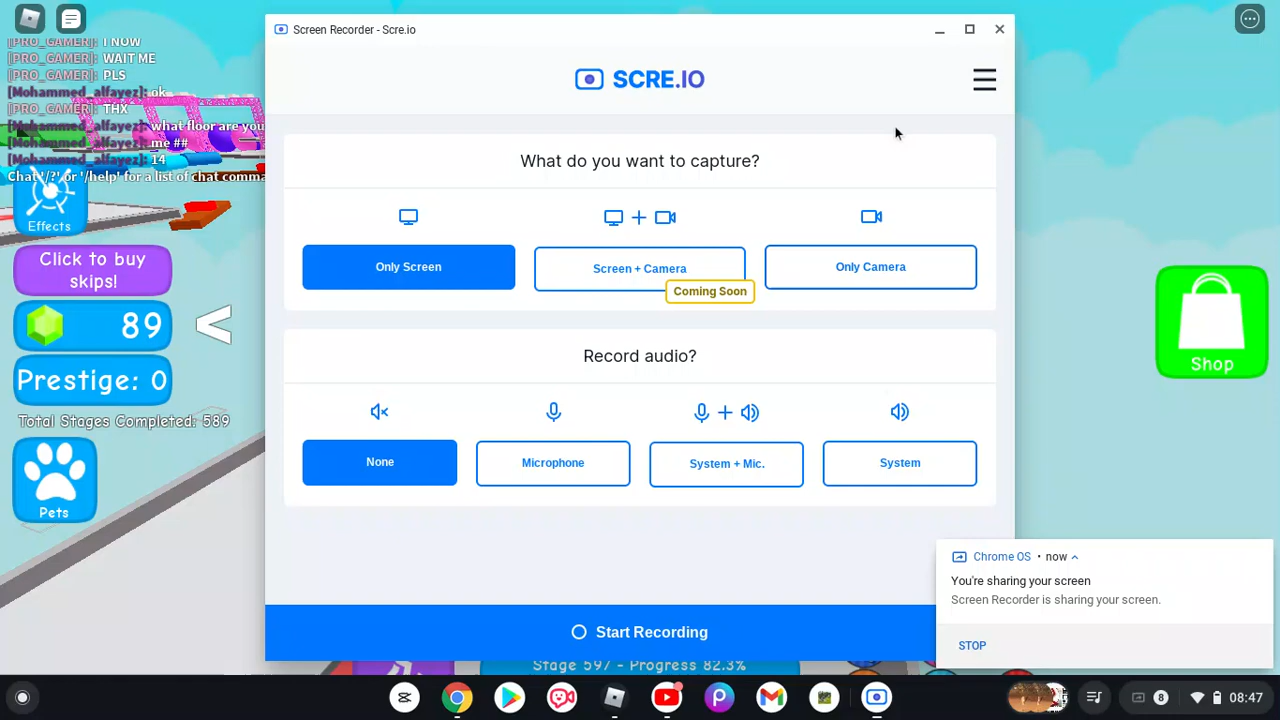 [PRO_GAMER]: I NOW
[PRO_GAMER]: WAIT ME
[PRO_GAMER]: PLS
[Mohammed_alfayez]: ok
[PRO_GAMER]: THX
[Mohammed_alfayez]: what floor are you
[Mohammed_alfayez]: me ##
[Mohammed_alfayez]: 14
Chat '/?' or '/help' for a list of chat comma
Effects
Click to buy
skips!
89
<
Prestige: 0
Total Stages Completed: 589
Pets
Screen Recorder - Scre.io
SCRE.IO
What do you want to capture?
Only Screen
Screen + Camera
Only Camera
Coming Soon
Record audio?
None
Microphone
System + Mic.
System
Start Recording
Shop
Chrome OS • now
You're sharing your screen
Screen Recorder is sharing your screen.
STOP
Stage 597 - Progress 82.3%
8
08:47